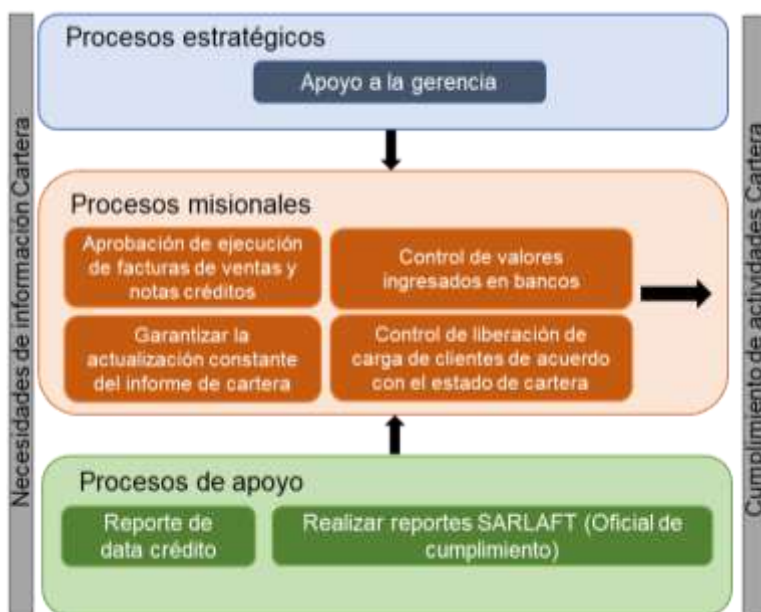 Necesidades de información Cartera
Procesos estratégicos
Apoyo a la gerencia
Procesos misionales
Aprobación de ejecución
de facturas de ventas y
notas créditos
Control de valores
ingresados en bancos
Garantizar la
actualización constante
del informe de cartera
Control de liberación de
carga de clientes de acuerdo
con el estado de cartera
Procesos de apoyo
Reporte de
data crédito
Realizar reportes SARLAFT (Oficial de
cumplimiento)
Cumplimiento de actividades Cartera